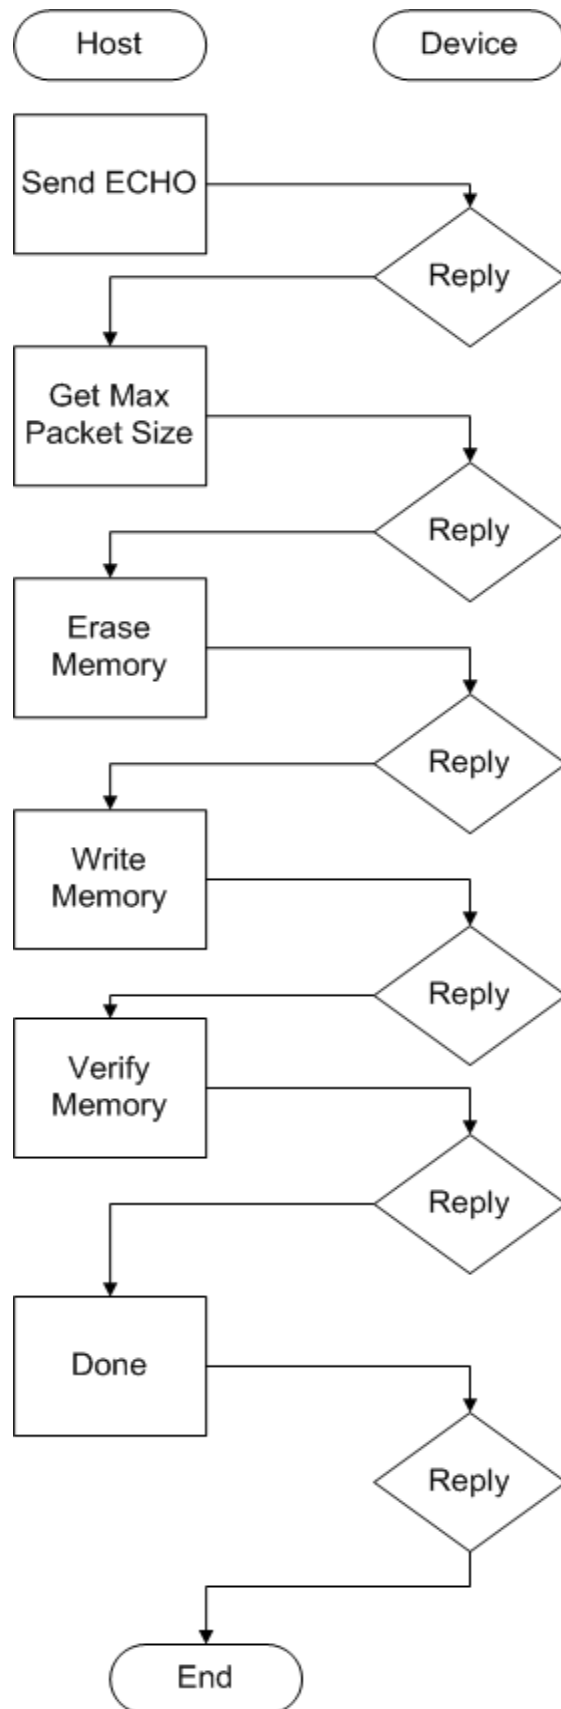 Host
Device
Send ECHO
Reply
Get Max
Packet Size
Reply
Erase
Memory
Reply
Write
Memory
Reply
Verify
Memory
Reply
Done
Reply
End